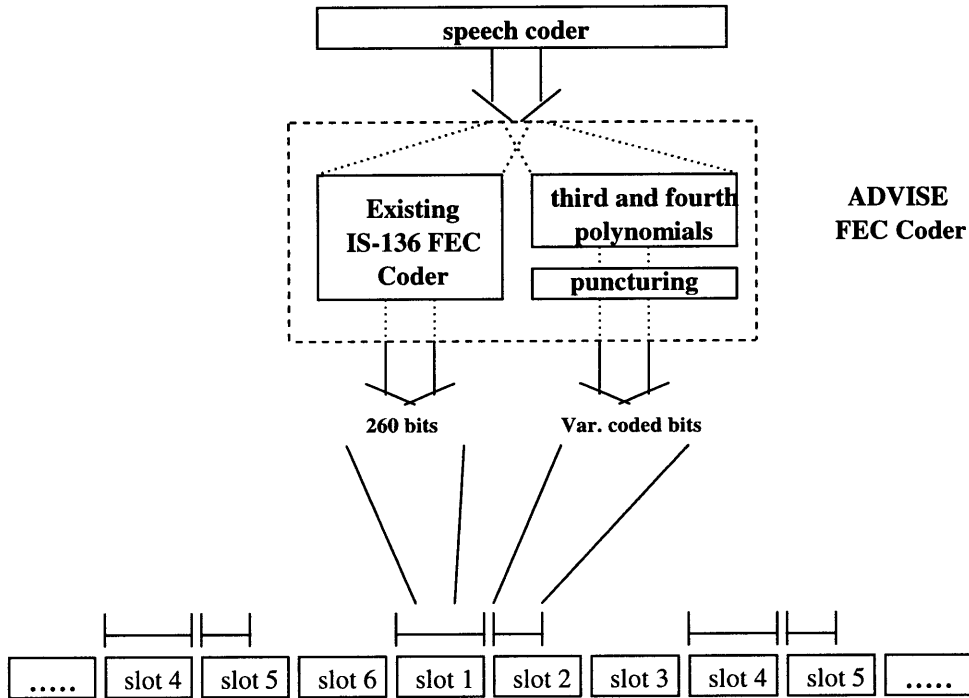 speech coder
Existing
IS-136 FEC
Coder
third and fourth
polynomials
puncturing
ADVISE
FEC Coder
260 bits
Var. coded bits
..... slot 4 slot 5 slot 6 slot 1 slot 2 slot 3 slot 4 slot 5 .....